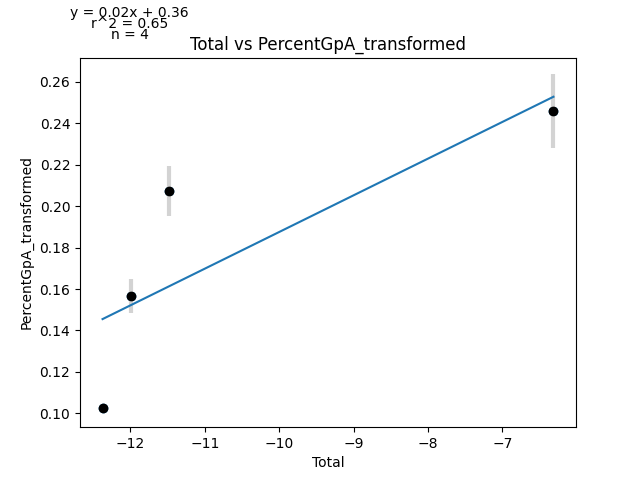 y = 0.02x + 0.36
r^2 = 0.65
n = 4
Total vs PercentGpA_transformed
0.26
0.24
0.22
0.20
0.18
0.16
0.14
0.12
0.10
PercentGpA_transformed
−12
−11
−10
−9
−8
−7
Total